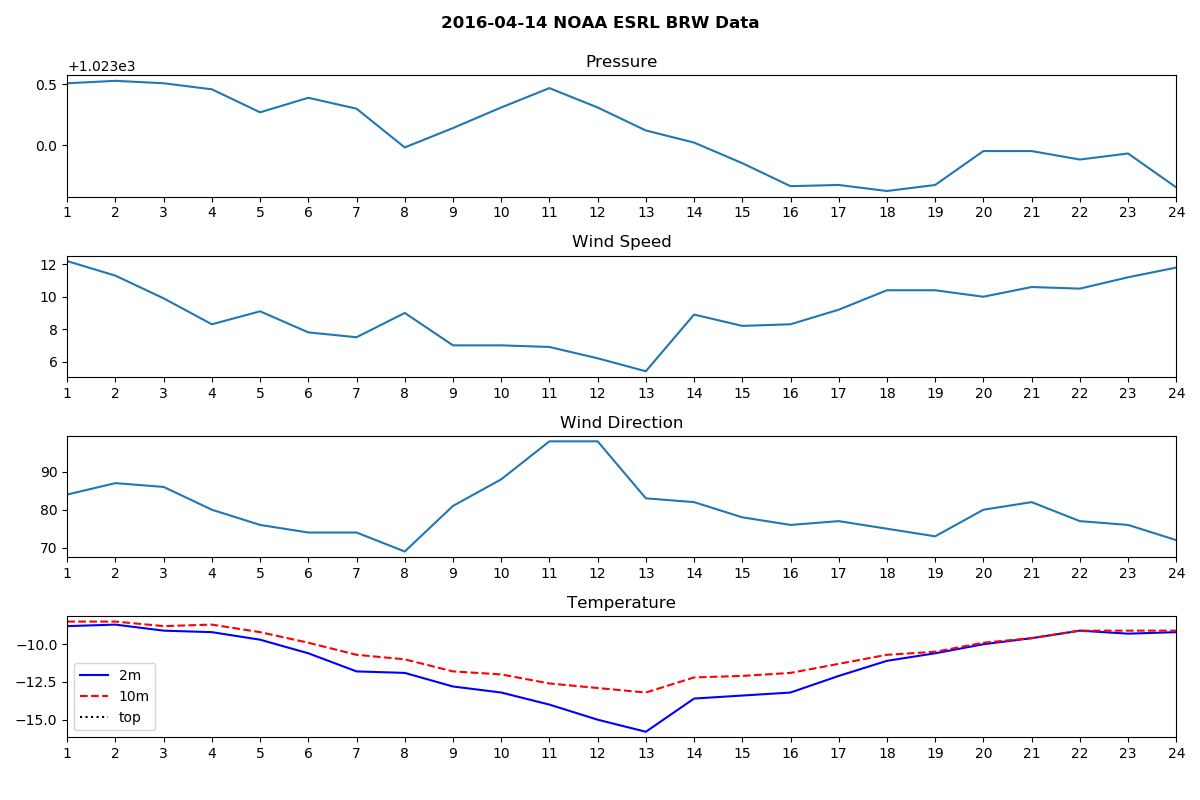 2016-04-14 NOAA ESRL BRW Data
Pressure
+1.023e3
0.5
0.0
1 2 3 4 5 6 7 8 9 10 11 12 13 14 15 16 17 18 19 20 21 22 23 24
Wind Speed
12
10
8
6
1 2 3 4 5 6 7 8 9 10 11 12 13 14 15 16 17 18 19 20 21 22 23 24
Wind Direction
90
80
70
1 2 3 4 5 6 7 8 9 10 11 12 13 14 15 16 17 18 19 20 21 22 23 24
Temperature
−10.0
−12.5
−15.0
2m
10m
top
1 2 3 4 5 6 7 8 9 10 11 12 13 14 15 16 17 18 19 20 21 22 23 24